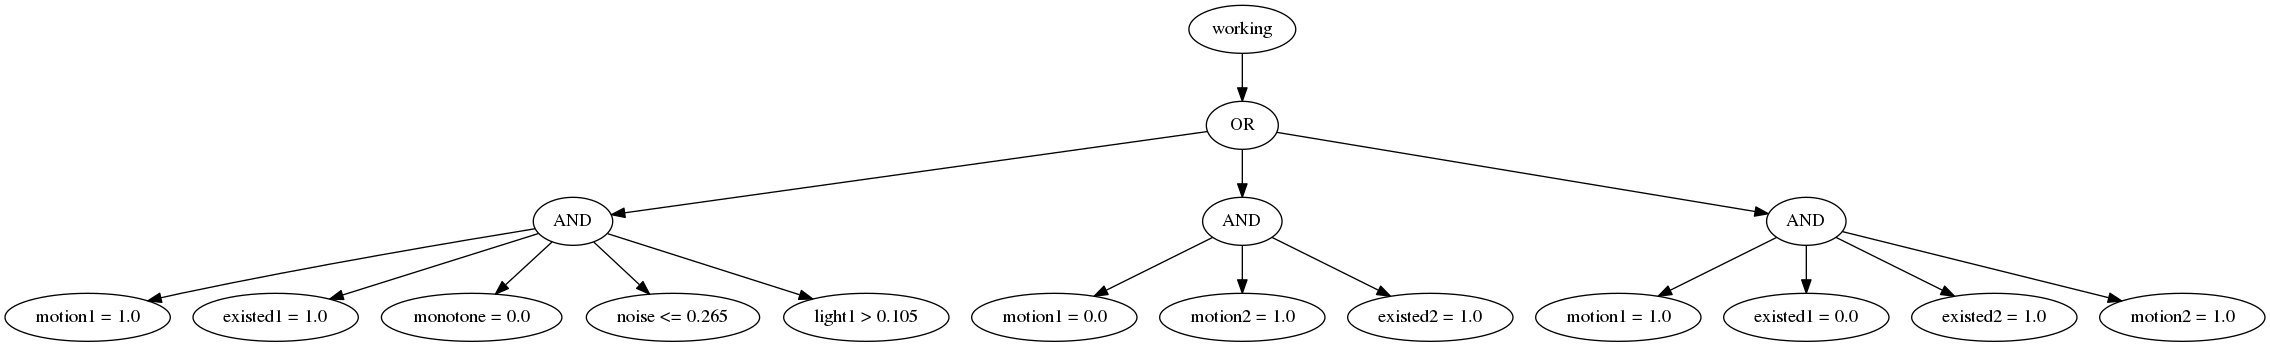 working
OR
AND
AND
AND
motion1 = 1.0
existed1 = 1.0
monotone = 0.0
noise <= 0.265
light1 > 0.105
motion1 = 0.0
motion2 = 1.0
existed2 = 1.0
motion1 = 1.0
existed1 = 0.0
existed2 = 1.0
motion2 = 1.0